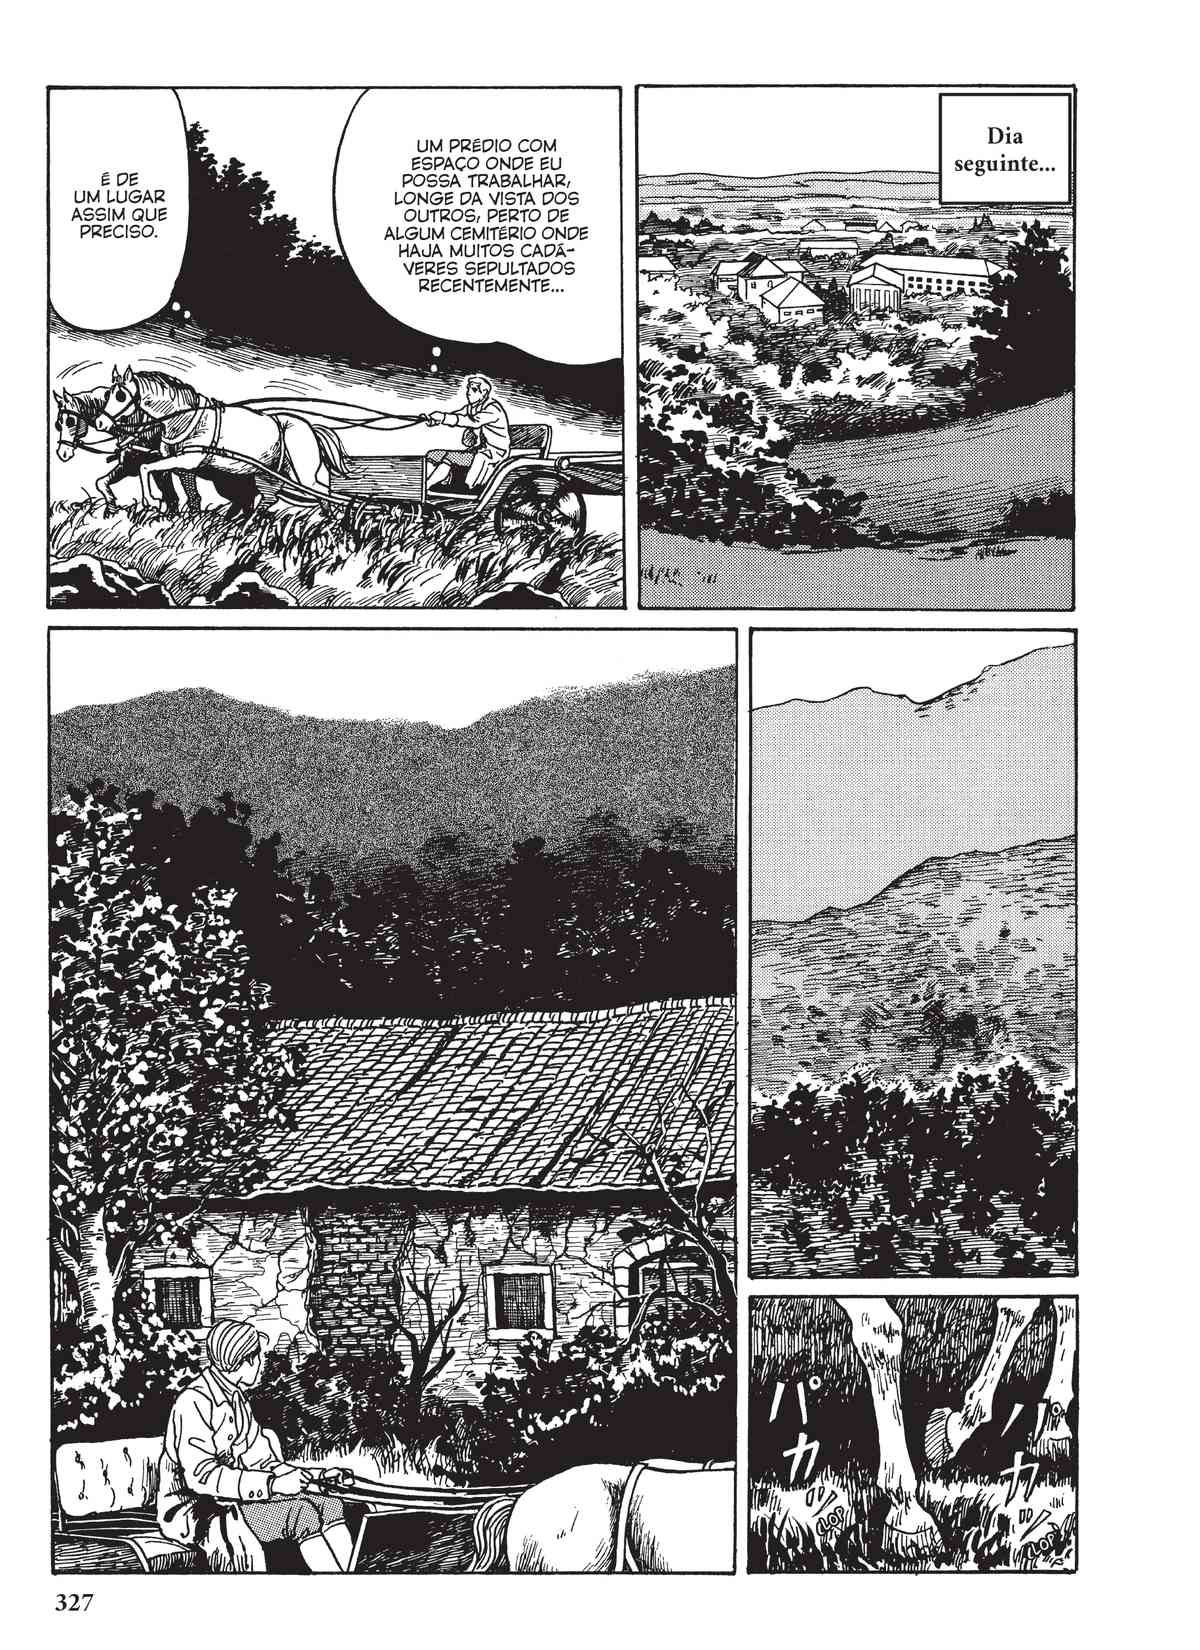 Dia
seguinte...
UM PRÉDIO COM
ESPAÇO ONDE EU
POSSA TRABALHAR,
LONGE DA VISTA DOS
OUTROS, PERTO DE
ALGUM CEMITÉRIO ONDE
HAJA MUITOS CADÁ-
VERES SEPULTADOS
RECENTEMENTE...
É DE
UM LUGAR
ASSIM QUE
PRECISO.
パカッ
CLOP
パカッ
CLOP
327